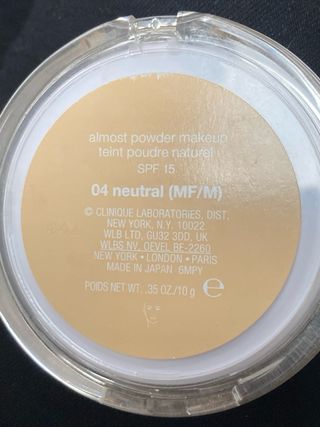 almost powder makeup
teint poudre naturel
SPF 15
04 neutral (MF/M)
© CLINIQUE LABORATORIES, DIST.
NEW YORK, N.Y. 10022
WLB LTD, GU32 3DD, UK
WLBS NV, OEVEL BE-2260
NEW YORK • LONDON • PARIS
MADE IN JAPAN 6MPY
POIDS NET WT. .35 OZ./10 g ℮